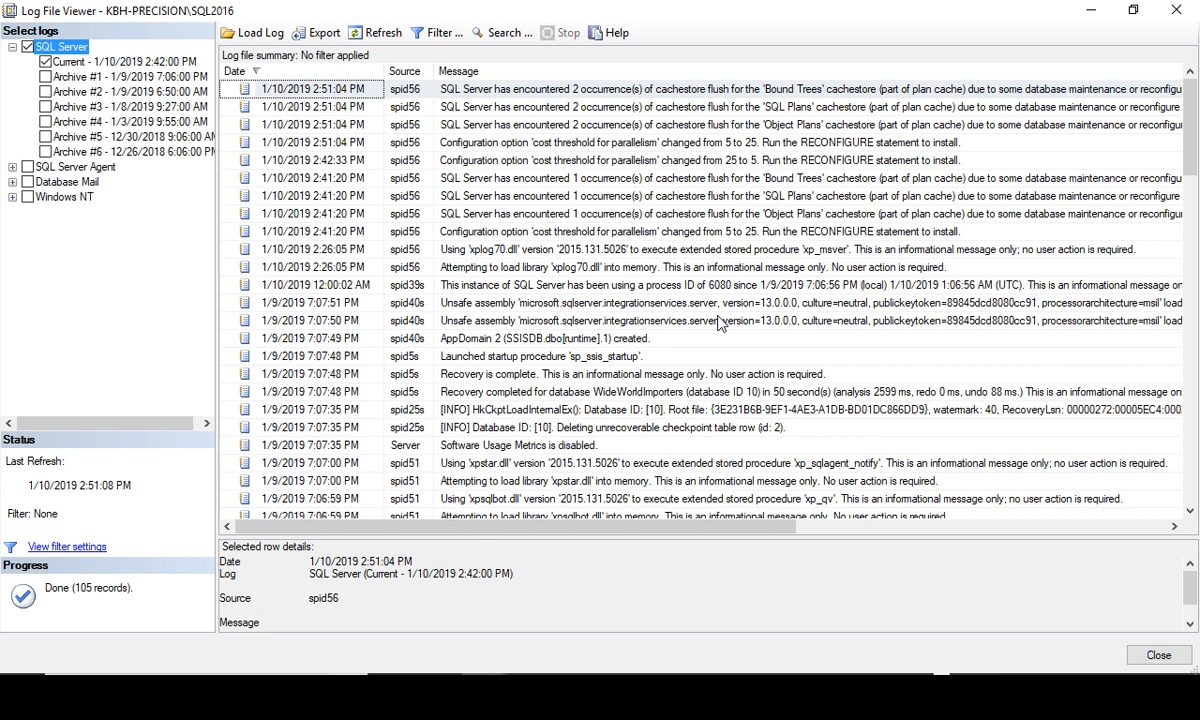 Log File Viewer - KBH-PRECISION\SQL2016
Select logs
SQL Server
Current - 1/10/2019 2:42:00 PM
Archive #1 - 1/9/2019 7:06:00 PM
Archive #2 - 1/9/2019 6:50:00 AM
Archive #3 - 1/8/2019 9:27:00 AM
Archive #4 - 1/3/2019 9:55:00 AM
Archive #5 - 12/30/2018 9:06:00 AM
Archive #6 - 12/26/2018 6:06:00 PM
SQL Server Agent
Database Mail
Windows NT
Status
Last Refresh:
1/10/2019 2:51:08 PM
Filter: None
View filter settings
Progress
Done (105 records).
Load Log Export Refresh Filter ... Search ... Stop Help
Log file summary: No filter applied
Date Source Message
1/10/2019 2:51:04 PM spid56 SQL Server has encountered 2 occurrence(s) of cachestore flush for the 'Bound Trees' cachestore (part of plan cache) due to some database maintenance or reconfigu
1/10/2019 2:51:04 PM spid56 SQL Server has encountered 2 occurrence(s) of cachestore flush for the 'SQL Plans' cachestore (part of plan cache) due to some database maintenance or reconfigure
1/10/2019 2:51:04 PM spid56 SQL Server has encountered 2 occurrence(s) of cachestore flush for the 'Object Plans' cachestore (part of plan cache) due to some database maintenance or reconfigu
1/10/2019 2:51:04 PM spid56 Configuration option 'cost threshold for parallelism' changed from 5 to 25. Run the RECONFIGURE statement to install.
1/10/2019 2:42:33 PM spid56 Configuration option 'cost threshold for parallelism' changed from 25 to 5. Run the RECONFIGURE statement to install.
1/10/2019 2:41:20 PM spid56 SQL Server has encountered 1 occurrence(s) of cachestore flush for the 'Bound Trees' cachestore (part of plan cache) due to some database maintenance or reconfigu
1/10/2019 2:41:20 PM spid56 SQL Server has encountered 1 occurrence(s) of cachestore flush for the 'SQL Plans' cachestore (part of plan cache) due to some database maintenance or reconfigure
1/10/2019 2:41:20 PM spid56 SQL Server has encountered 1 occurrence(s) of cachestore flush for the 'Object Plans' cachestore (part of plan cache) due to some database maintenance or reconfigu
1/10/2019 2:41:20 PM spid56 Configuration option 'cost threshold for parallelism' changed from 5 to 25. Run the RECONFIGURE statement to install.
1/10/2019 2:26:05 PM spid56 Using 'xplog70.dll' version '2015.131.5026' to execute extended stored procedure 'xp_msver'. This is an informational message only; no user action is required.
1/10/2019 2:26:05 PM spid56 Attempting to load library 'xplog70.dll' into memory. This is an informational message only. No user action is required.
1/10/2019 12:00:02 AM spid39s This instance of SQL Server has been using a process ID of 6080 since 1/9/2019 7:06:56 PM (local) 1/10/2019 1:06:56 AM (UTC). This is an informational message on
1/9/2019 7:07:51 PM spid40s Unsafe assembly 'microsoft.sqlserver.integrationservices.server, version=13.0.0.0, culture=neutral, publickeytoken=89845dcd8080cc91, processorarchitecture=msil' load
1/9/2019 7:07:50 PM spid40s Unsafe assembly 'microsoft.sqlserver.integrationservices.server, version=13.0.0.0, culture=neutral, publickeytoken=89845dcd8080cc91, processorarchitecture=msil' load
1/9/2019 7:07:49 PM spid40s AppDomain 2 (SSISDB.dbo[runtime].1) created.
1/9/2019 7:07:48 PM spid5s Launched startup procedure 'sp_ssis_startup'.
1/9/2019 7:07:48 PM spid5s Recovery is complete. This is an informational message only. No user action is required.
1/9/2019 7:07:48 PM spid5s Recovery completed for database WideWorldImporters (database ID 10) in 50 second(s) (analysis 2599 ms, redo 0 ms, undo 88 ms.) This is an informational message on
1/9/2019 7:07:35 PM spid25s [INFO] HkCkptLoadInternalEx(): Database ID: [10]. Root file: {3E231B6B-9EF1-4AE3-A1DB-BD01DC866DD9}, watermark: 40, RecoveryLsn: 00000272:00005EC4:000
1/9/2019 7:07:35 PM spid25s [INFO] Database ID: [10]. Deleting unrecoverable checkpoint table row (id: 2).
1/9/2019 7:07:35 PM Server Software Usage Metrics is disabled.
1/9/2019 7:07:00 PM spid51 Using 'xpstar.dll' version '2015.131.5026' to execute extended stored procedure 'xp_sqlagent_notify'. This is an informational message only; no user action is required.
1/9/2019 7:07:00 PM spid51 Attempting to load library 'xpstar.dll' into memory. This is an informational message only. No user action is required.
1/9/2019 7:06:59 PM spid51 Using 'xpsqlbot.dll' version '2015.131.5026' to execute extended stored procedure 'xp_qv'. This is an informational message only; no user action is required.
1/9/2019 7:06:59 PM spid51 Attempting to load library 'xpsqlbot.dll' into memory. This is an informational message only. No user action is required.
Selected row details:
Date 1/10/2019 2:51:04 PM
Log SQL Server (Current - 1/10/2019 2:42:00 PM)
Source spid56
Message
Close